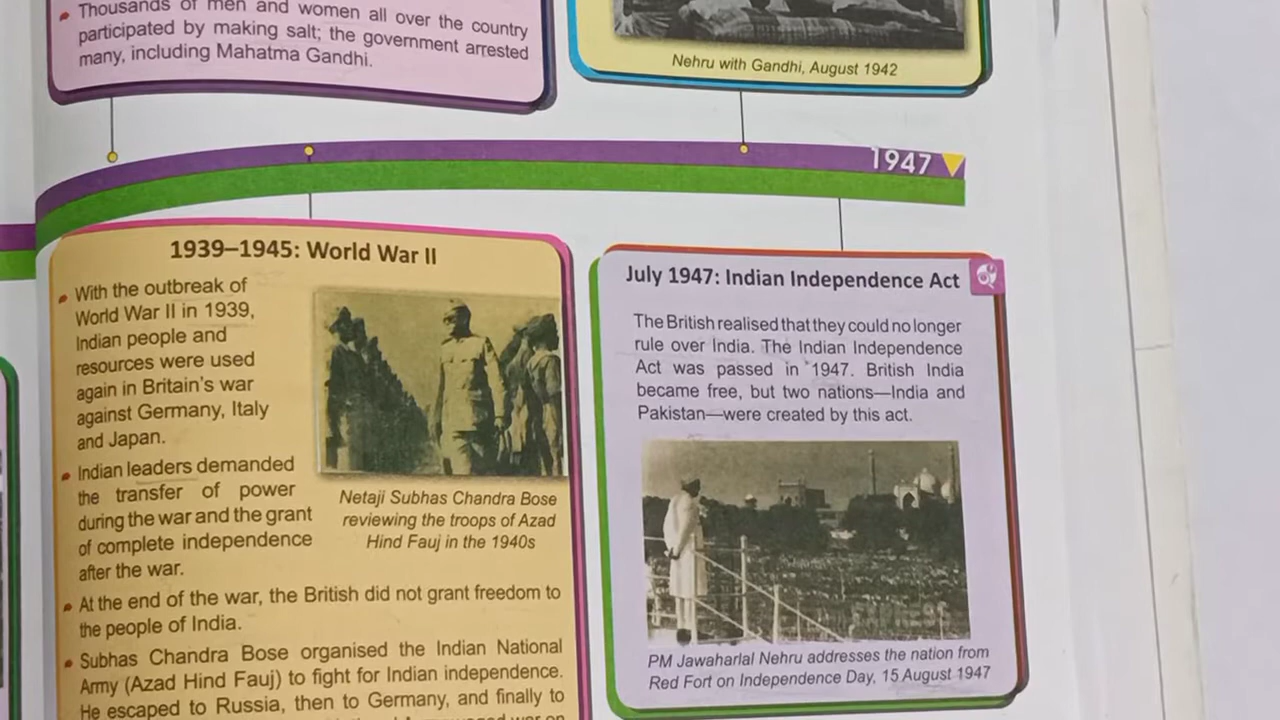 Thousands of men and women all over the country
participated by making salt; the government arrested
many, including Mahatma Gandhi.
Nehru with Gandhi, August 1942
1947
1939–1945: World War II
With the outbreak of
World War II in 1939,
Indian people and
resources were used
again in Britain's war
against Germany, Italy
and Japan.
Indian leaders demanded
the transfer of power
during the war and the grant
of complete independence
after the war.
Netaji Subhas Chandra Bose
reviewing the troops of Azad
Hind Fauj in the 1940s
At the end of the war, the British did not grant freedom to
the people of India.
Subhas Chandra Bose organised the Indian National
Army (Azad Hind Fauj) to fight for Indian independence.
He escaped to Russia, then to Germany, and finally to
July 1947: Indian Independence Act
The British realised that they could no longer
rule over India. The Indian Independence
Act was passed in 1947. British India
became free, but two nations—India and
Pakistan—were created by this act.
PM Jawaharlal Nehru addresses the nation from
Red Fort on Independence Day, 15 August 1947